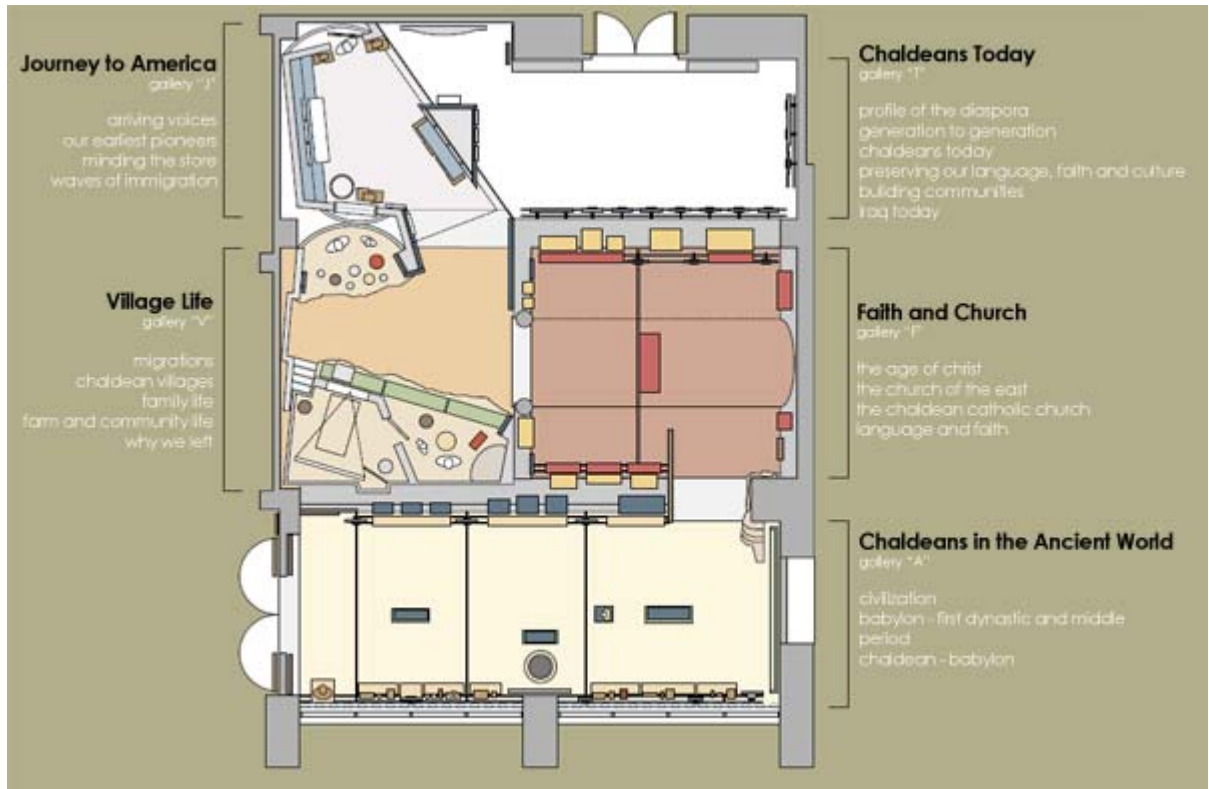 Journey to America
gallery "J"
arriving voices
our earliest pioneers
minding the store
waves of immigration
Village Life
gallery "V"
migrations
chaldean villages
family life
farm and community life
why we left
Chaldeans Today
gallery "T"
profile of the diaspora
generation to generation
chaldeans today
preserving our language, faith and culture
building communities
iraq today
Faith and Church
gallery "F"
the age of christ
the church of the east
the chaldean catholic church
language and faith
Chaldeans in the Ancient World
gallery "A"
civilization
babylon - first dynastic and middle
period
chaldean - babylon